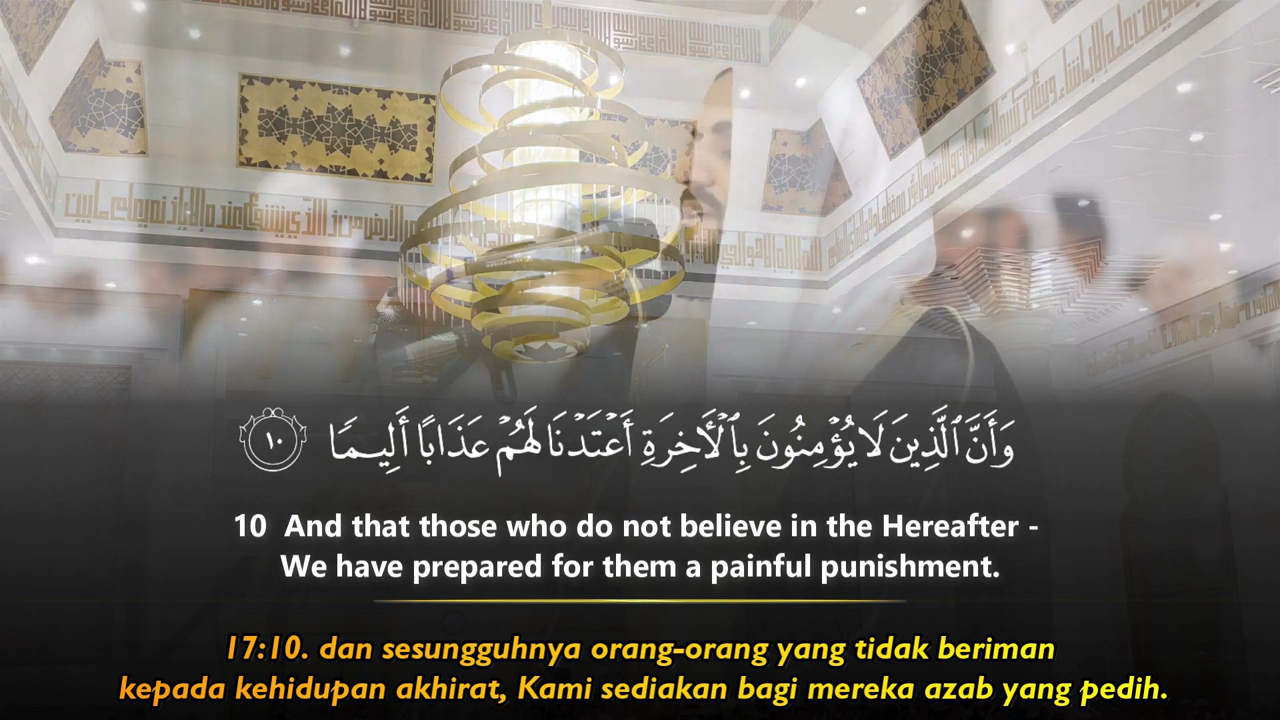 وَأَنَّ ٱلَّذِينَ لَا يُؤْمِنُونَ بِٱلْأَخِرَةِ أَعْتَدْنَا لَهُمْ عَذَابًا أَلِيمًا ١٠
10 And that those who do not believe in the Hereafter -
We have prepared for them a painful punishment.
17:10. dan sesungguhnya orang-orang yang tidak beriman
kepada kehidupan akhirat, Kami sediakan bagi mereka azab yang pedih.